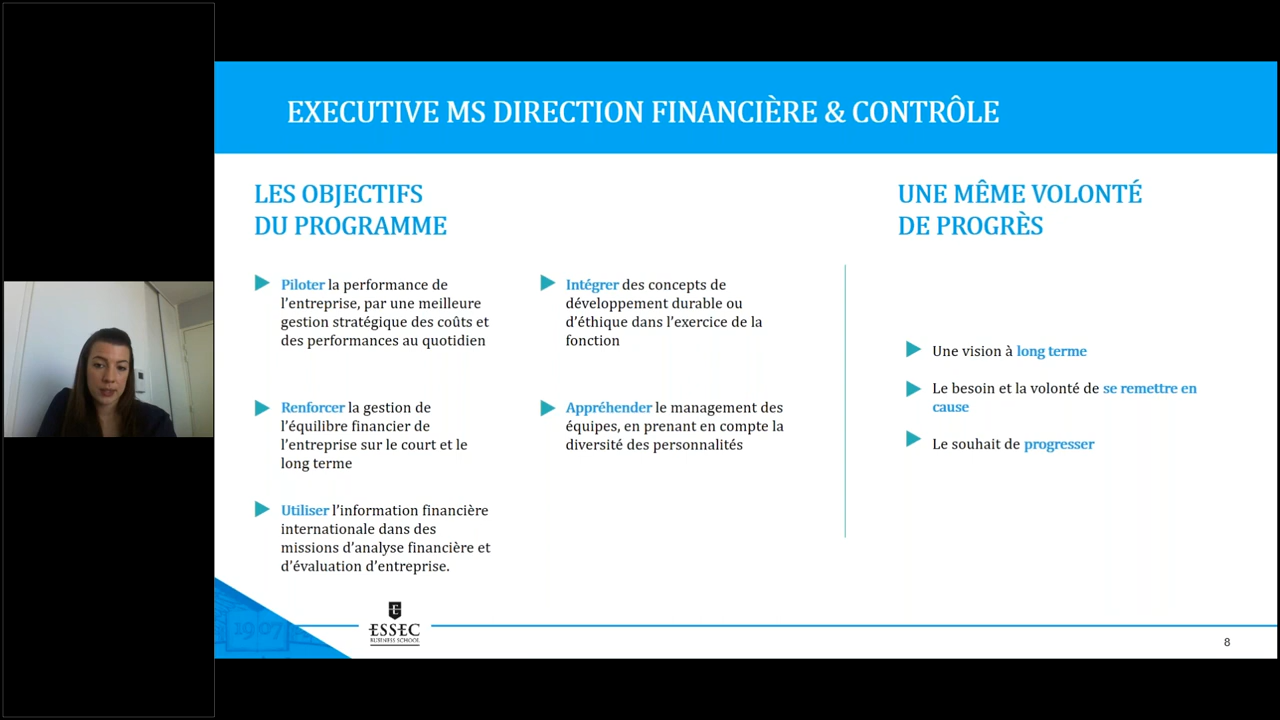 EXECUTIVE MS DIRECTION FINANCIÈRE & CONTRÔLE
LES OBJECTIFS
DU PROGRAMME
Piloter la performance de
l’entreprise, par une meilleure
gestion stratégique des coûts et
des performances au quotidien
Renforcer la gestion de
l’équilibre financier de
l’entreprise sur le court et le
long terme
Utiliser l’information financière
internationale dans des
missions d’analyse financière et
d’évaluation d’entreprise.
Intégrer des concepts de
développement durable ou
d’éthique dans l’exercice de la
fonction
Appréhender le management des
équipes, en prenant en compte la
diversité des personnalités
UNE MÊME VOLONTÉ
DE PROGRÈS
Une vision à long terme
Le besoin et la volonté de se remettre en
cause
Le souhait de progresser
1907
E
ESSEC
BUSINESS SCHOOL
8